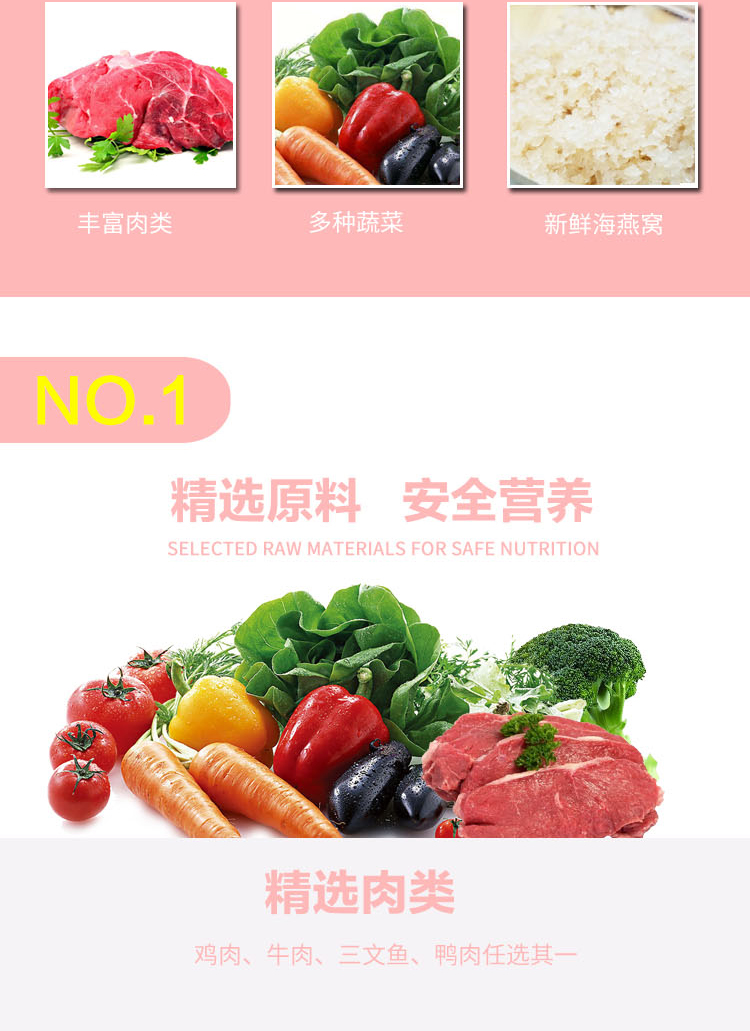 丰富肉类
多种蔬菜
新鲜海燕窝
NO.1
精选原料 安全营养
SELECTED RAW MATERIALS FOR SAFE NUTRITION
精选肉类
鸡肉、牛肉、三文鱼、鸭肉任选其一